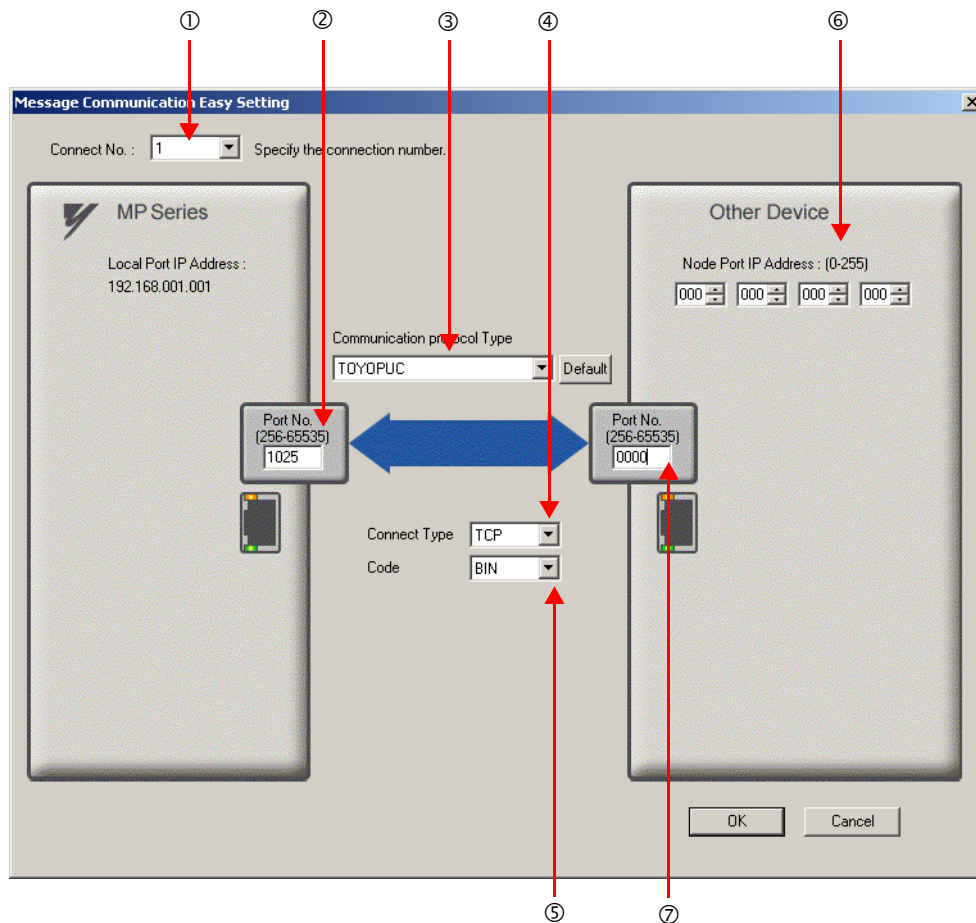 ① ② ③ ④ ⑥
Message Communication Easy Setting
Connect No. : 1 Specify the connection number.
MP Series
Local Port IP Address :
192.168.001.001
Other Device
Node Port IP Address : (0-255)
000 000 000 000
Communication protocol Type
TOYOPUC Default
Port No.
(256-65535)
1025
Port No.
(256-65535)
0000
Connect Type TCP
Code BIN
OK Cancel
⑤ ⑦